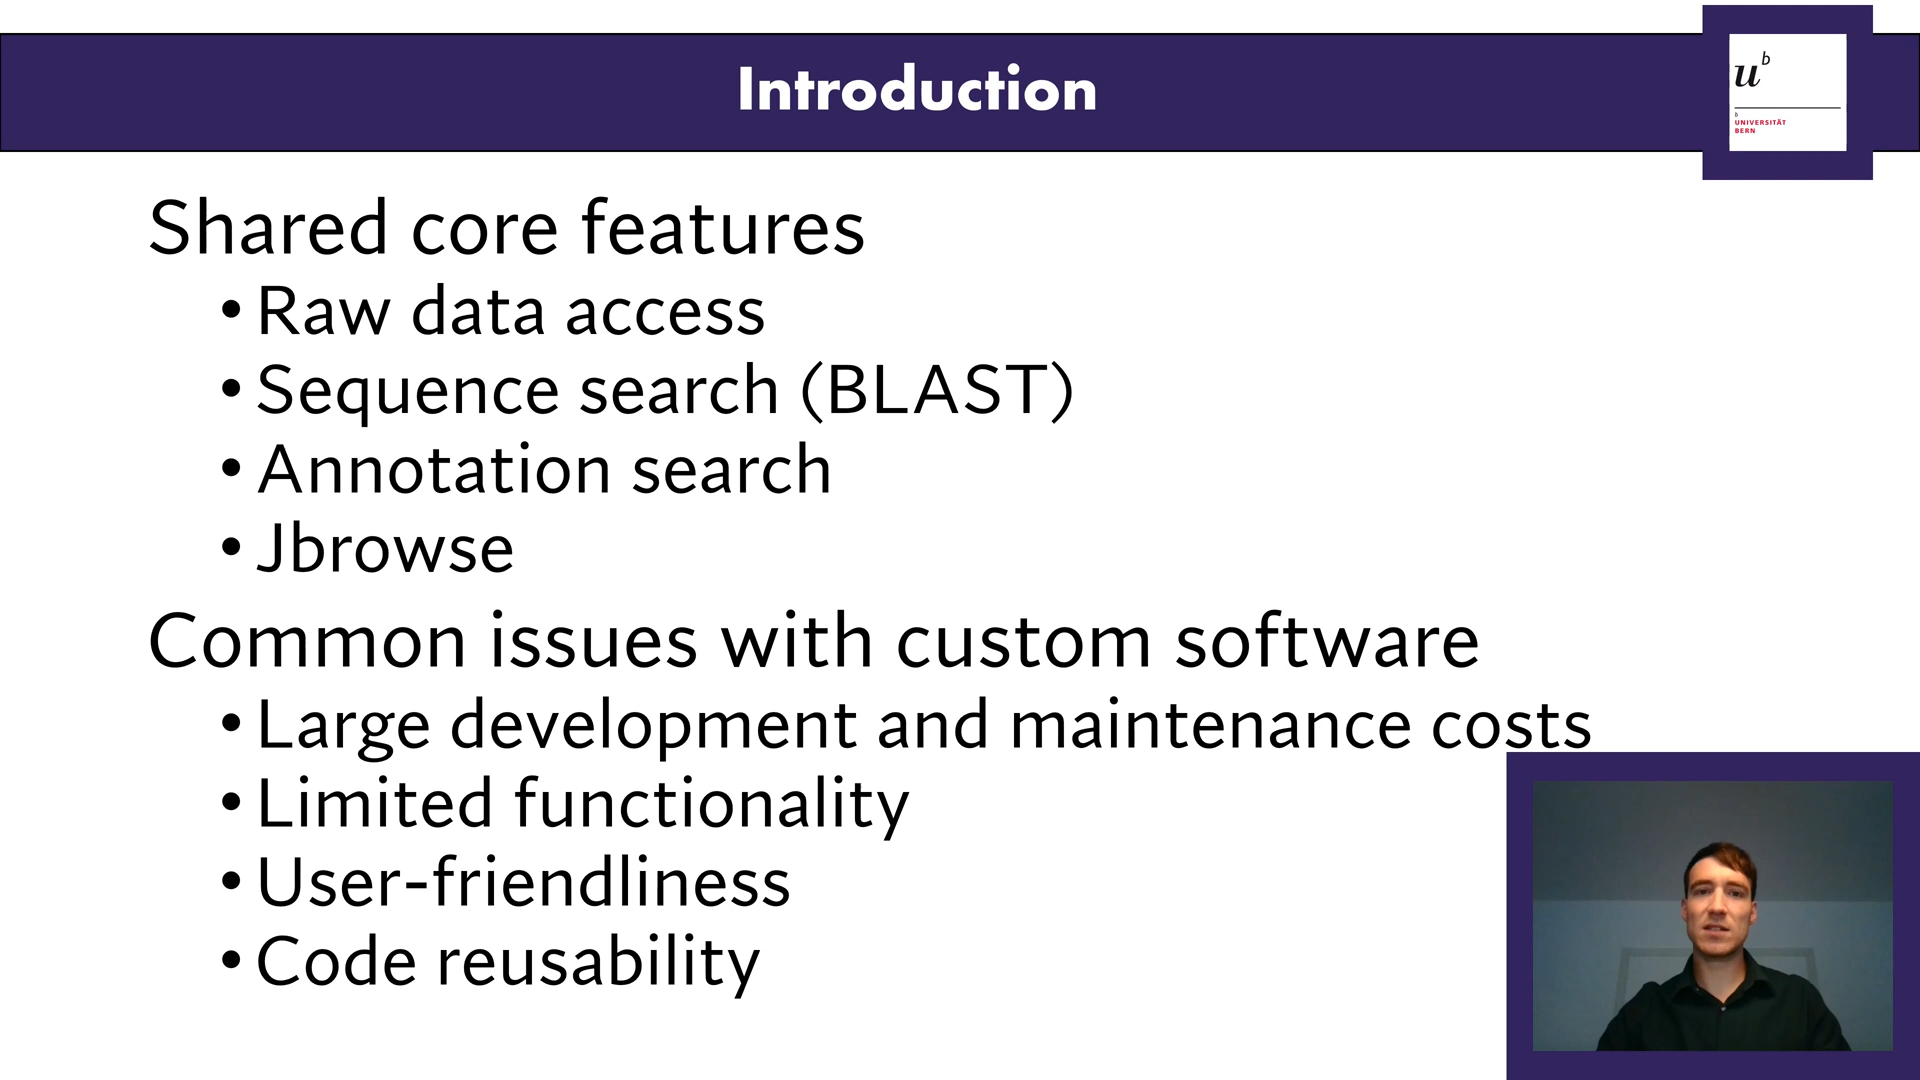 Introduction
u b
b
UNIVERSITÄT
BERN
Shared core features
• Raw data access
• Sequence search (BLAST)
• Annotation search
• Jbrowse
Common issues with custom software
• Large development and maintenance costs
• Limited functionality
• User-friendliness
• Code reusability